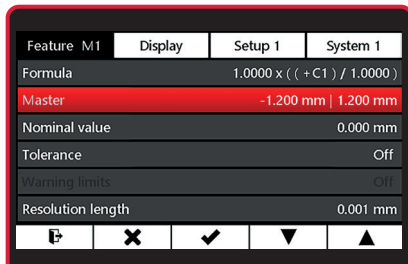 Feature M1 Display Setup 1 System 1
Formula 1.0000 x ( ( +C1 ) / 1.0000 )
Master -1.200 mm | 1.200 mm
Nominal value 0.000 mm
Tolerance Off
Warning limits Off
Resolution length 0.001 mm